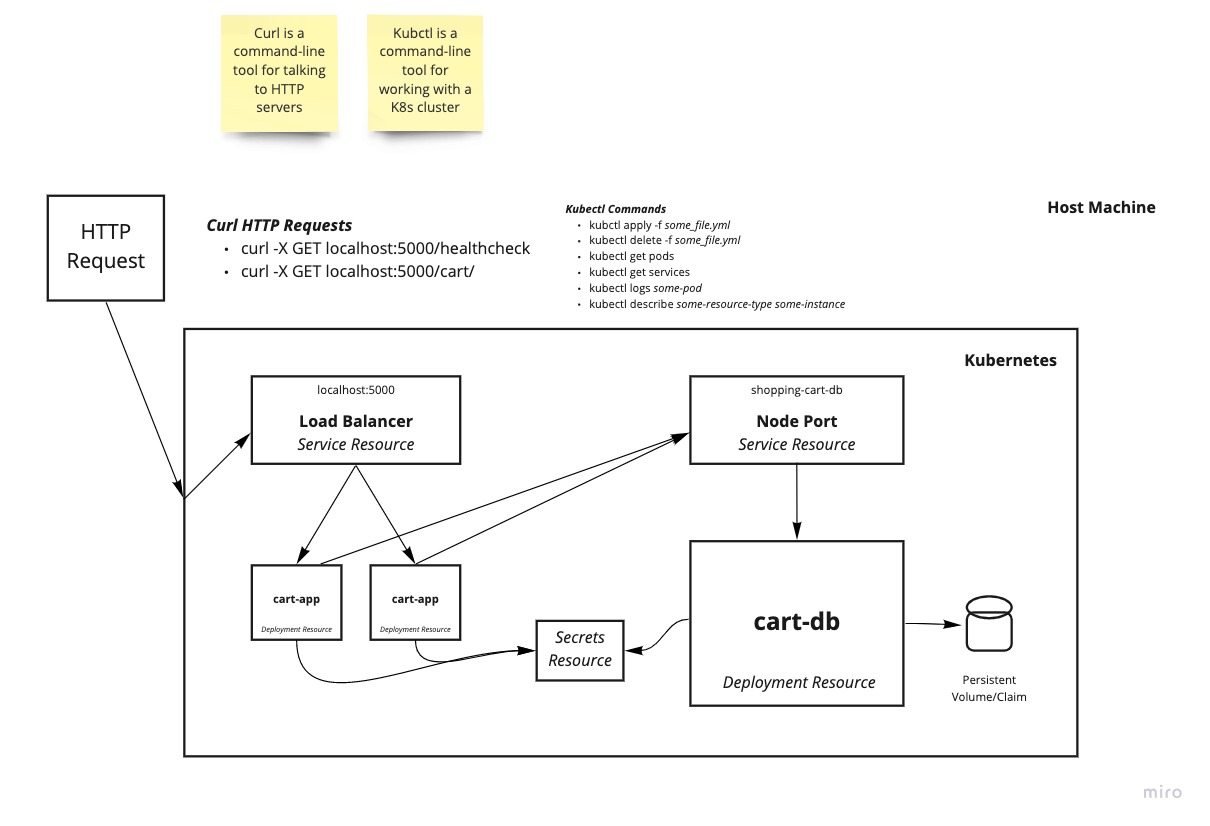 Curl is a
command-line
tool for talking
to HTTP
servers
Kubctl is a
command-line
tool for
working with a
K8s cluster
HTTP
Request
Curl HTTP Requests
• curl -X GET localhost:5000/healthcheck
• curl -X GET localhost:5000/cart/
Kubectl Commands
• kubctl apply -f some_file.yml
• kubectl delete -f some_file.yml
• kubectl get pods
• kubectl get services
• kubectl logs some-pod
• kubectl describe some-resource-type some-instance
Host Machine
Kubernetes
localhost:5000
Load Balancer
Service Resource
shopping-cart-db
Node Port
Service Resource
cart-app
Deployment Resource
cart-app
Deployment Resource
Secrets
Resource
cart-db
Deployment Resource
Persistent
Volume/Claim
miro